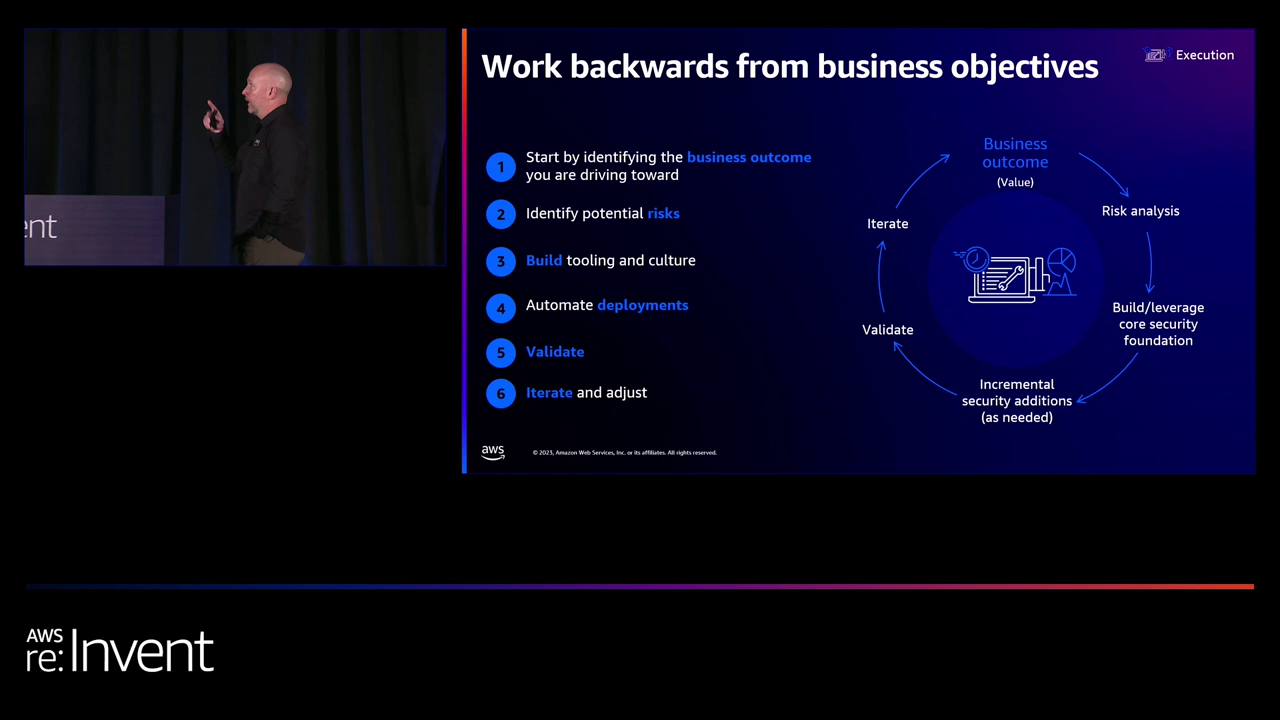 ent
Work backwards from business objectives
Execution
1
Start by identifying the business outcome
you are driving toward
2
Identify potential risks
3
Build tooling and culture
4
Automate deployments
5
Validate
6
Iterate and adjust
Business
outcome
(Value)
Risk analysis
Build/leverage
core security
foundation
Incremental
security additions
(as needed)
Validate
Iterate
aws
© 2023, Amazon Web Services, Inc. or its affiliates. All rights reserved.
AWS
re:Invent